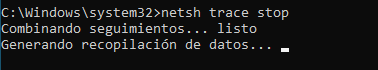 C:\Windows\system32>netsh trace stop
Combinando seguimientos... listo
Generando recopilación de datos...